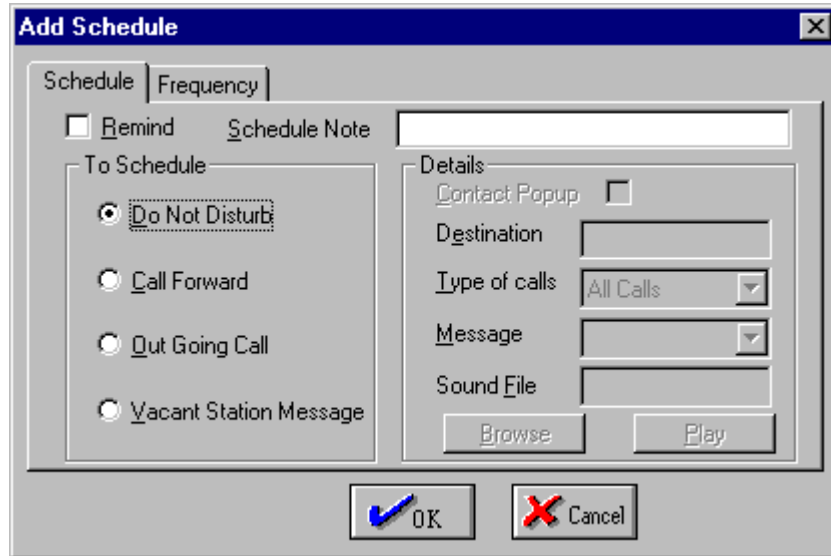 Add Schedule
Schedule Frequency
Remind Schedule Note
To Schedule
Do Not Disturb
Call Forward
Out Going Call
Vacant Station Message
Details
Contact Popup
Destination
Type of calls All Calls
Message
Sound File
Browse Play
OK Cancel